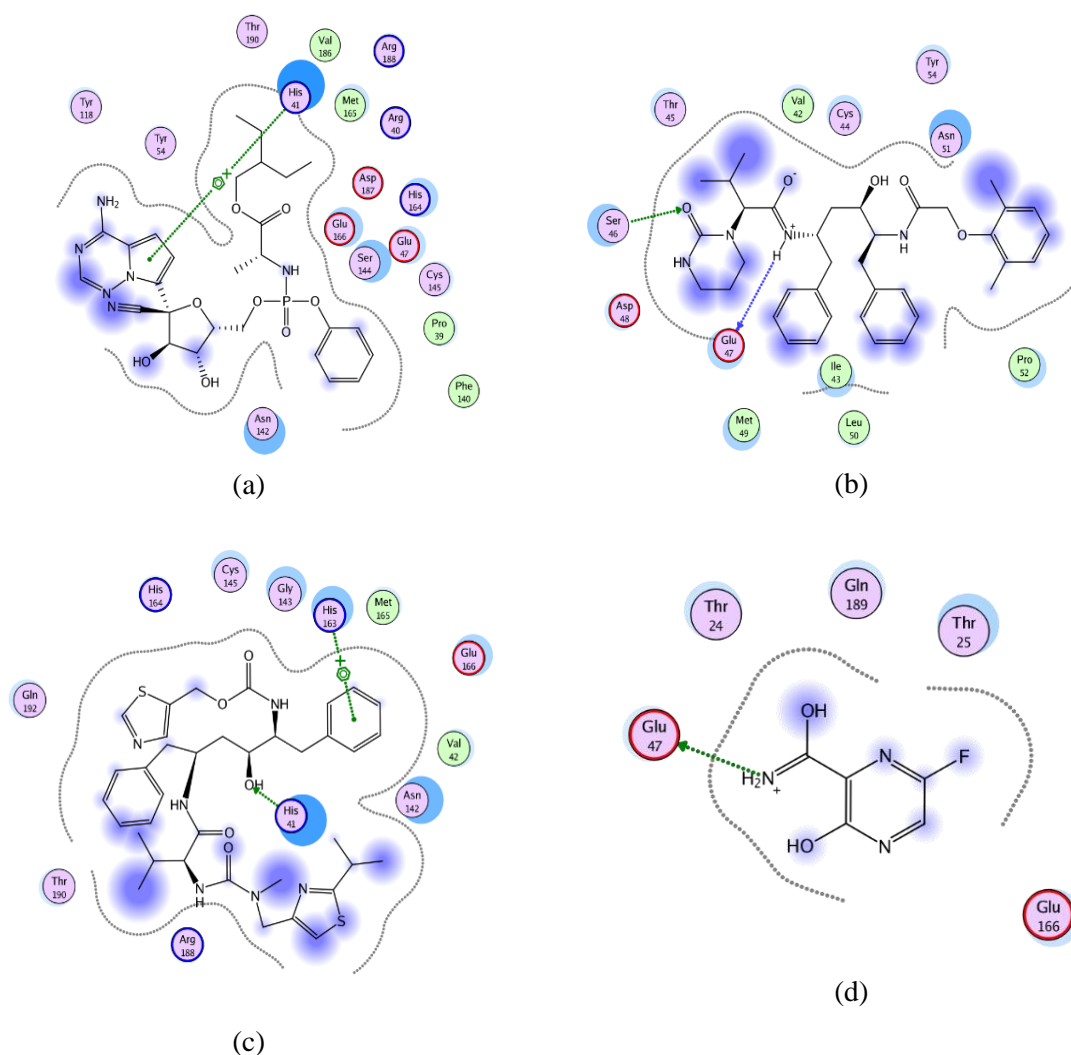 Thr
190
Val
186
Arg
188
His
41
Met
165
Tyr
118
Arg
40
Tyr
54
Asp
187
His
164
NH₂
O
O
Glu
166
Glu
47
Ser
144
Cys
145
N
N
N
N
NH
O
O
P
O
O
Pro
39
HO
OH
Phe
140
Asn
142
(a)
Tyr
54
Thr
45
Val
42
Cys
44
Asn
51
O⁻
OH
O
Ser
46
O
N
N⁺
H
N
H
O
HN
Asp
48
Glu
47
Ile
43
Pro
52
Met
49
Leu
50
(b)
Cys
145
Gly
143
His
164
His
163
Met
165
Glu
166
Gln
192
S
N
O
O
NH
Val
42
OH
Asn
142
His
41
NH
O
O
Thr
190
N
H
N
N
S
Arg
188
(c)
Thr
24
Gln
189
Thr
25
Glu
47
OH
H₂N⁺
N
F
HO
N
Glu
166
(d)